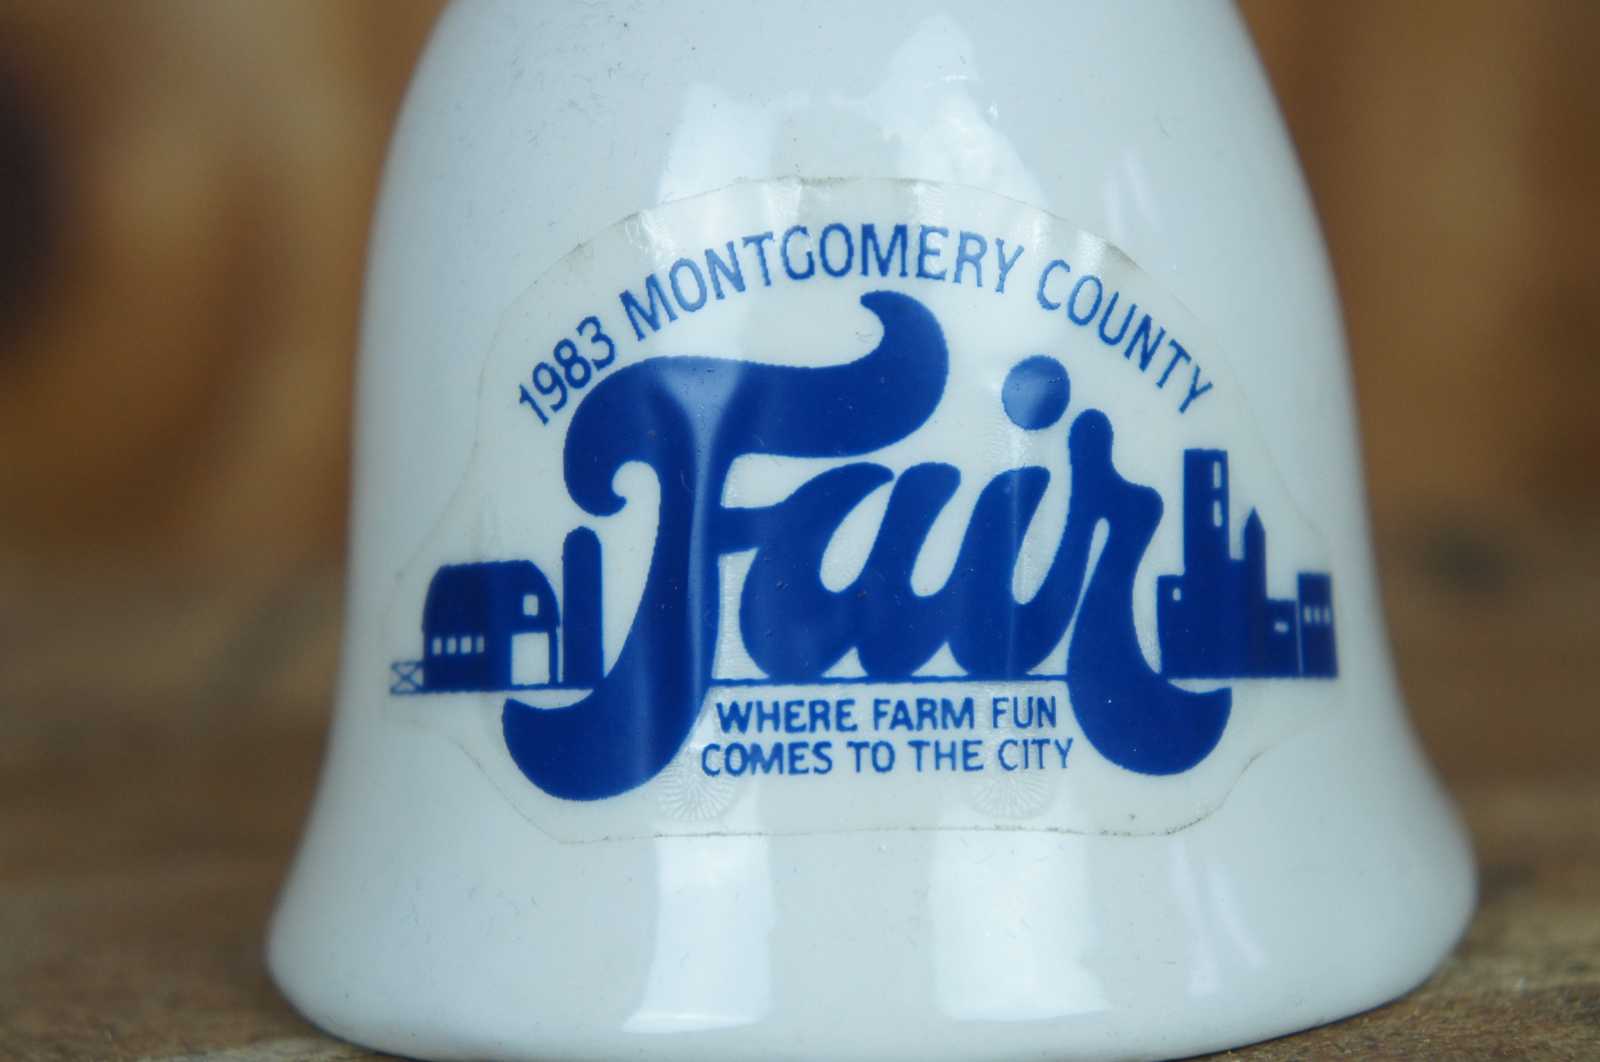 1983 MONTGOMERY COUNTY
Fair
WHERE FARM FUN
COMES TO THE CITY